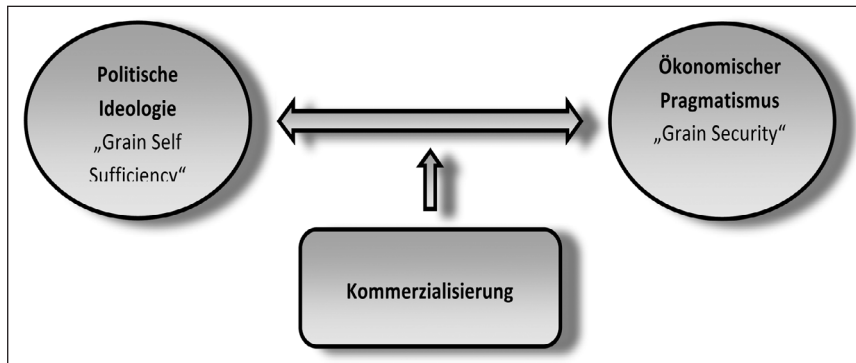 Politische
Ideologie
„Grain Self
Sufficiency“
Ökonomischer
Pragmatismus
„Grain Security“
Kommerzialisierung